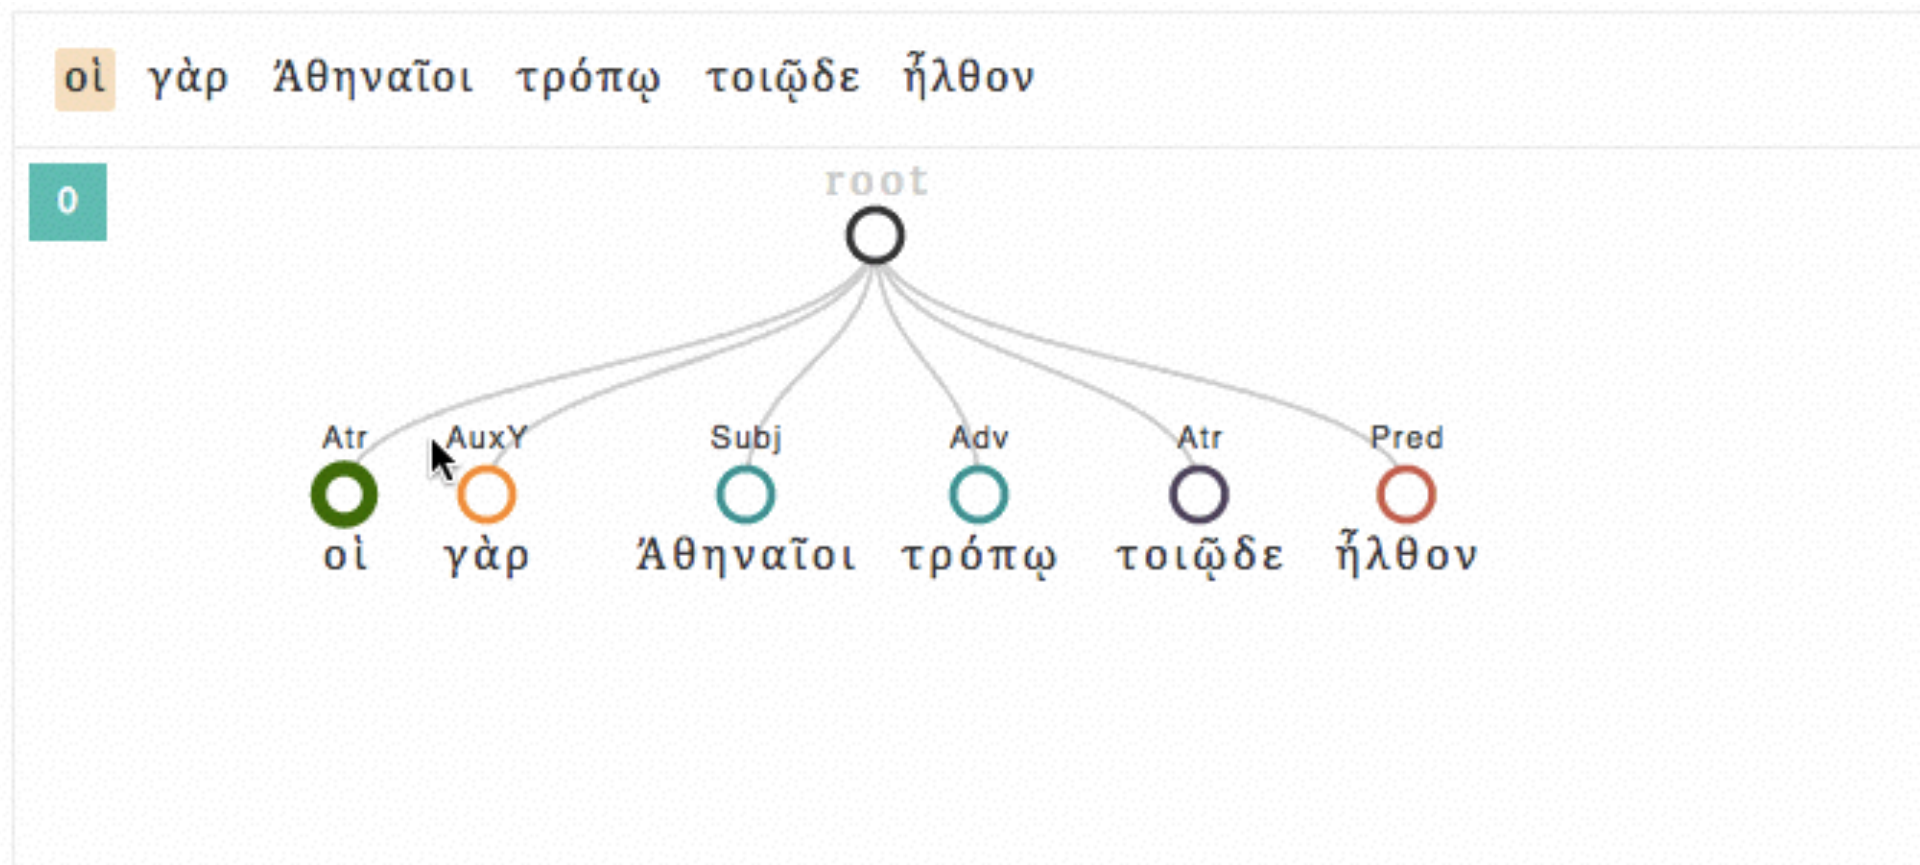 οἱ γὰρ Ἀθηναῖοι τρόπῳ τοιῷδε ἦλθον
0
root
Atr AuxY Subj Adv Atr Pred
οἱ γὰρ Ἀθηναῖοι τρόπῳ τοιῷδε ἦλθον